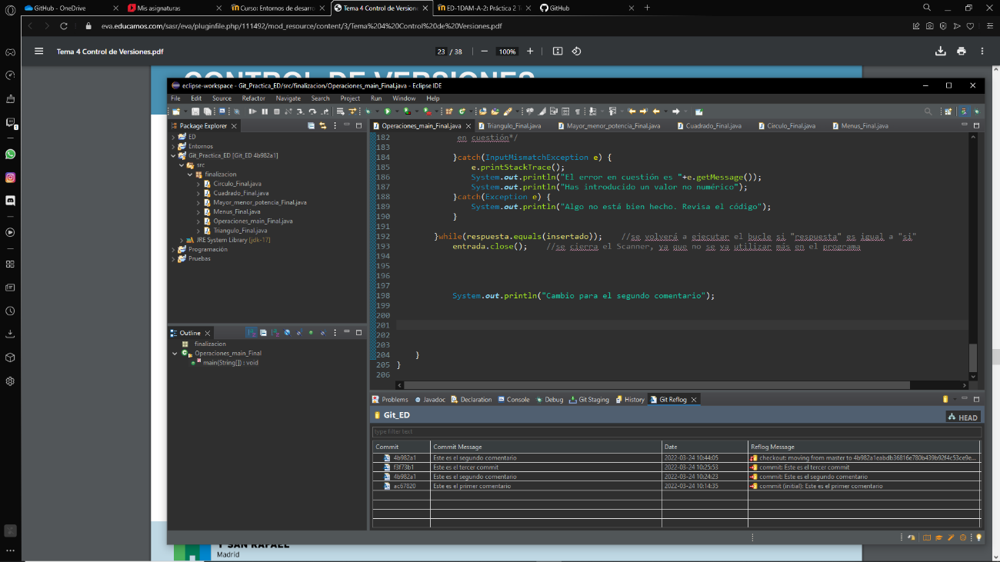 GitHub - OneDrive
Mis asignaturas
Curso: Entornos de desarro
Tema 4 Control de Versione
ED-1DAM-A-2: Práctica 2 T
GitHub
eva.educamos.com/sasr/eva/pluginfile.php/111492/mod_resource/content/3/Tema%204%20Control%20de%20Versiones.pdf
Tema 4 Control de Versiones.pdf
23 / 38
100%
CONTROL DE VERSIONES
eclipse-workspace - Git_Practica_ED/src/finalizacion/Operaciones_main_Final.java - Eclipse IDE
File Edit Source Refactor Navigate Search Project Run Window Help
Package Explorer
ED
Entornos
Git_Practica_ED [Git_ED 4b982a1]
src
finalizacion
Circulo_Final.java
Cuadrado_Final.java
Mayor_menor_potencia_Final.java
Menus_Final.java
Operaciones_main_Final.java
Triangulo_Final.java
JRE System Library [jdk-17]
Programación
Pruebas
Outline
finalizacion
Operaciones_main_Final
main(String[]) : void
Operaciones_main_Final.java
Triangulo_Final.java
Mayor_menor_potencia_Final.java
Cuadrado_Final.java
Circulo_Final.java
Menus_Final.java
182 en cuestión*/
183
184 }catch(InputMismatchException e) {
185 e.printStackTrace();
186 System.out.println("El error en cuestión es "+e.getMessage());
187 System.out.println("Has introducido un valor no numérico");
188 }catch(Exception e) {
189 System.out.println("Algo no está bien hecho. Revisa el código");
190 }
191
192 }while(respuesta.equals(insertado)); //se volverá a ejecutar el bucle si "respuesta" es igual a "si"
193 entrada.close(); //se cierra el Scanner, ya que no se va utilizar más en el programa
194
195
196
197
198 System.out.println("Cambio para el segundo comentario");
199
200
201
202
203
204 }
205 }
206
Problems Javadoc Declaration Console Debug Git Staging History Git Reflog
Git_ED
HEAD
type filter text
Commit Commit Message Date Reflog Message
4b982a1 Este es el segundo comentario 2022-03-24 10:44:05 checkout: moving from master to 4b982a1eabdb36816e780b439b92f4c53ce9e...
f3f73b1 Este es el tercer commit 2022-03-24 10:25:53 commit: Este es el tercer commit
4b982a1 Este es el segundo comentario 2022-03-24 10:24:23 commit: Este es el segundo comentario
ac67820 Este es el primer comentario 2022-03-24 10:14:35 commit (initial): Este es el primer comentario
Y SAN RAFAEL
Madrid